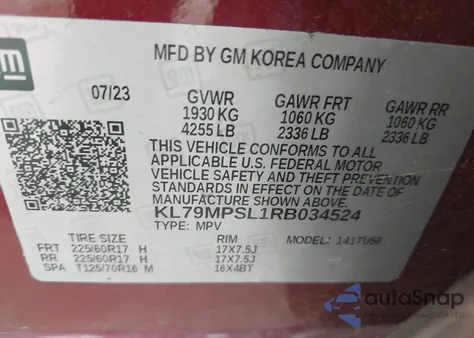 gm
MFD BY GM KOREA COMPANY
07/23 GVWR GAWR FRT GAWR RR
1930 KG 1060 KG 1060 KG
4255 LB 2336 LB 2336 LB
THIS VEHICLE CONFORMS TO ALL
APPLICABLE U.S. FEDERAL MOTOR
VEHICLE SAFETY AND THEFT PREVENTION
STANDARDS IN EFFECT ON THE DATE OF
MANUFACTURE SHOWN ABOVE.
KL79MPSL1RB034524
TYPE: MPV
TIRE SIZE RIM MODEL: 141TU58
FRT 225/60R17 H 17X7.5J
RR 225/60R17 H 17X7.5J
SPA T125/70R16 M 16X4BT
autoSnap